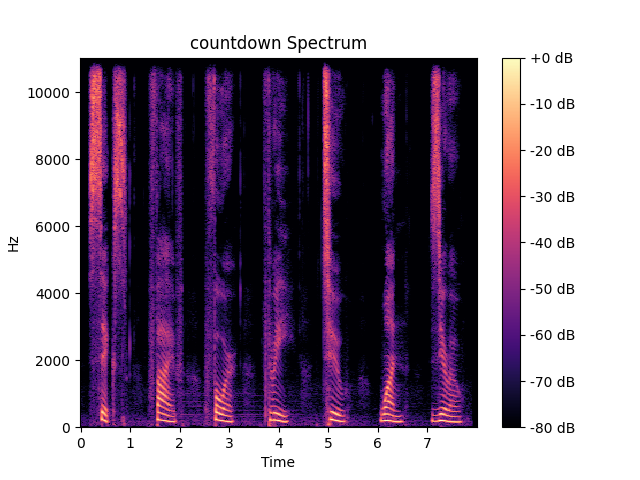 countdown Spectrum
10000
8000
6000
4000
2000
0
Hz
0 1 2 3 4 5 6 7
Time
+0 dB
-10 dB
-20 dB
-30 dB
-40 dB
-50 dB
-60 dB
-70 dB
-80 dB